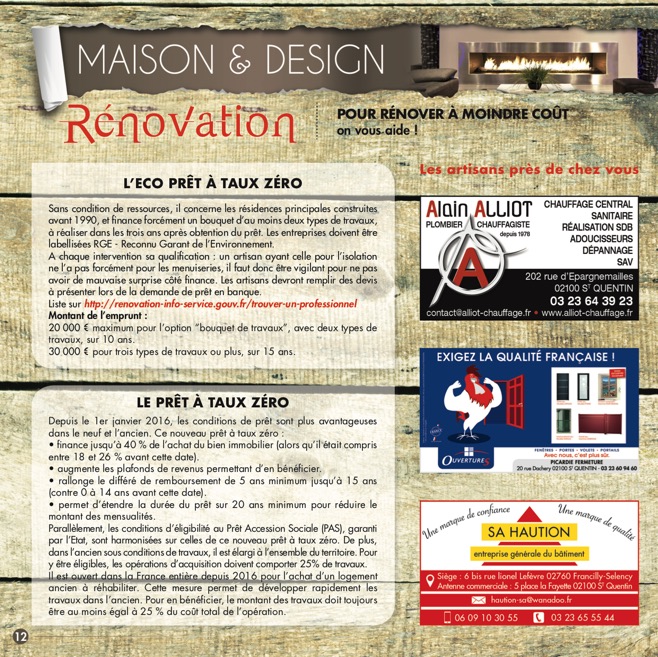 MAISON & DESIGN
Rénovation
POUR RÉNOVER À MOINDRE COÛT
on vous aide !
L'ECO PRÊT À TAUX ZÉRO
Sans condition de ressources, il concerne les résidences principales construites
avant 1990, et finance forcément un bouquet d'au moins deux types de travaux,
à réaliser dans les trois ans après obtention du prêt. Les entreprises doivent être
labellisées RGE - Reconnu Garant de l'Environnement.
A chaque intervention sa qualification : un artisan ayant celle pour l'isolation
ne l'a pas forcément pour les menuiseries, il faut donc être vigilant pour ne pas
avoir de mauvaise surprise côté finance. Les artisans devront remplir des devis
à présenter lors de la demande de prêt en banque.
Liste sur http://renovation-info-service.gouv.fr/trouver-un-professionnel
Montant de l'emprunt :
20 000 € maximum pour l'option "bouquet de travaux", avec deux types de
travaux, sur 10 ans.
30 000 € pour trois types de travaux ou plus, sur 15 ans.
LE PRÊT À TAUX ZÉRO
Depuis le 1er janvier 2016, les conditions de prêt sont plus avantageuses
dans le neuf et l'ancien. Ce nouveau prêt à taux zéro :
• finance jusqu'à 40 % de l'achat du bien immobilier (alors qu'il était compris
entre 18 et 26 % avant cette date).
• augmente les plafonds de revenus permettant d'en bénéficier.
• rallonge le différé de remboursement de 5 ans minimum jusqu'à 15 ans
(contre 0 à 14 ans avant cette date).
• permet d'étendre la durée du prêt sur 20 ans minimum pour réduire le
montant des mensualités.
Parallèlement, les conditions d'éligibilité au Prêt Accession Sociale (PAS), garanti
par l'Etat, sont harmonisées sur celles de ce nouveau prêt à taux zéro. De plus,
dans l'ancien sous conditions de travaux, il est élargi à l'ensemble du territoire. Pour
y être éligibles, les opérations d'acquisition doivent comporter 25% de travaux.
Il est ouvert dans la France entière depuis 2016 pour l'achat d'un logement
ancien à réhabiliter. Cette mesure permet de développer rapidement les
travaux dans l'ancien. Pour en bénéficier, le montant des travaux doit toujours
être au moins égal à 25 % du coût total de l'opération.
12
Les artisans près de chez vous
Alain ALLIOT
PLOMBIER CHAUFFAGISTE
depuis 1978
A
CHAUFFAGE CENTRAL
SANITAIRE
RÉALISATION SDB
ADOUCISSEURS
DÉPANNAGE
SAV
202 rue d'Epargnemailles
02100 ST QUENTIN
03 23 64 39 23
contact@alliot-chauffage.fr • www.alliot-chauffage.fr
EXIGEZ LA QUALITÉ FRANÇAISE !
OUVERTURES
FENÊTRES - PORTES - VOLETS - PORTAILS
Avec nous, c'est plus sûr.
PICARDIE FERMETURE
20 rue Dachery 02100 ST QUENTIN - 03 23 60 94 60
Une marque de confiance
Une marque de qualité
SA HAUTION
entreprise générale du bâtiment
Siège : 6 bis rue lionel Lefèvre 02760 Francilly-Selency
Antenne commerciale : 5 place la Fayette 02100 ST Quentin
haution-sa@wanadoo.fr
06 09 10 30 55
03 23 65 55 44